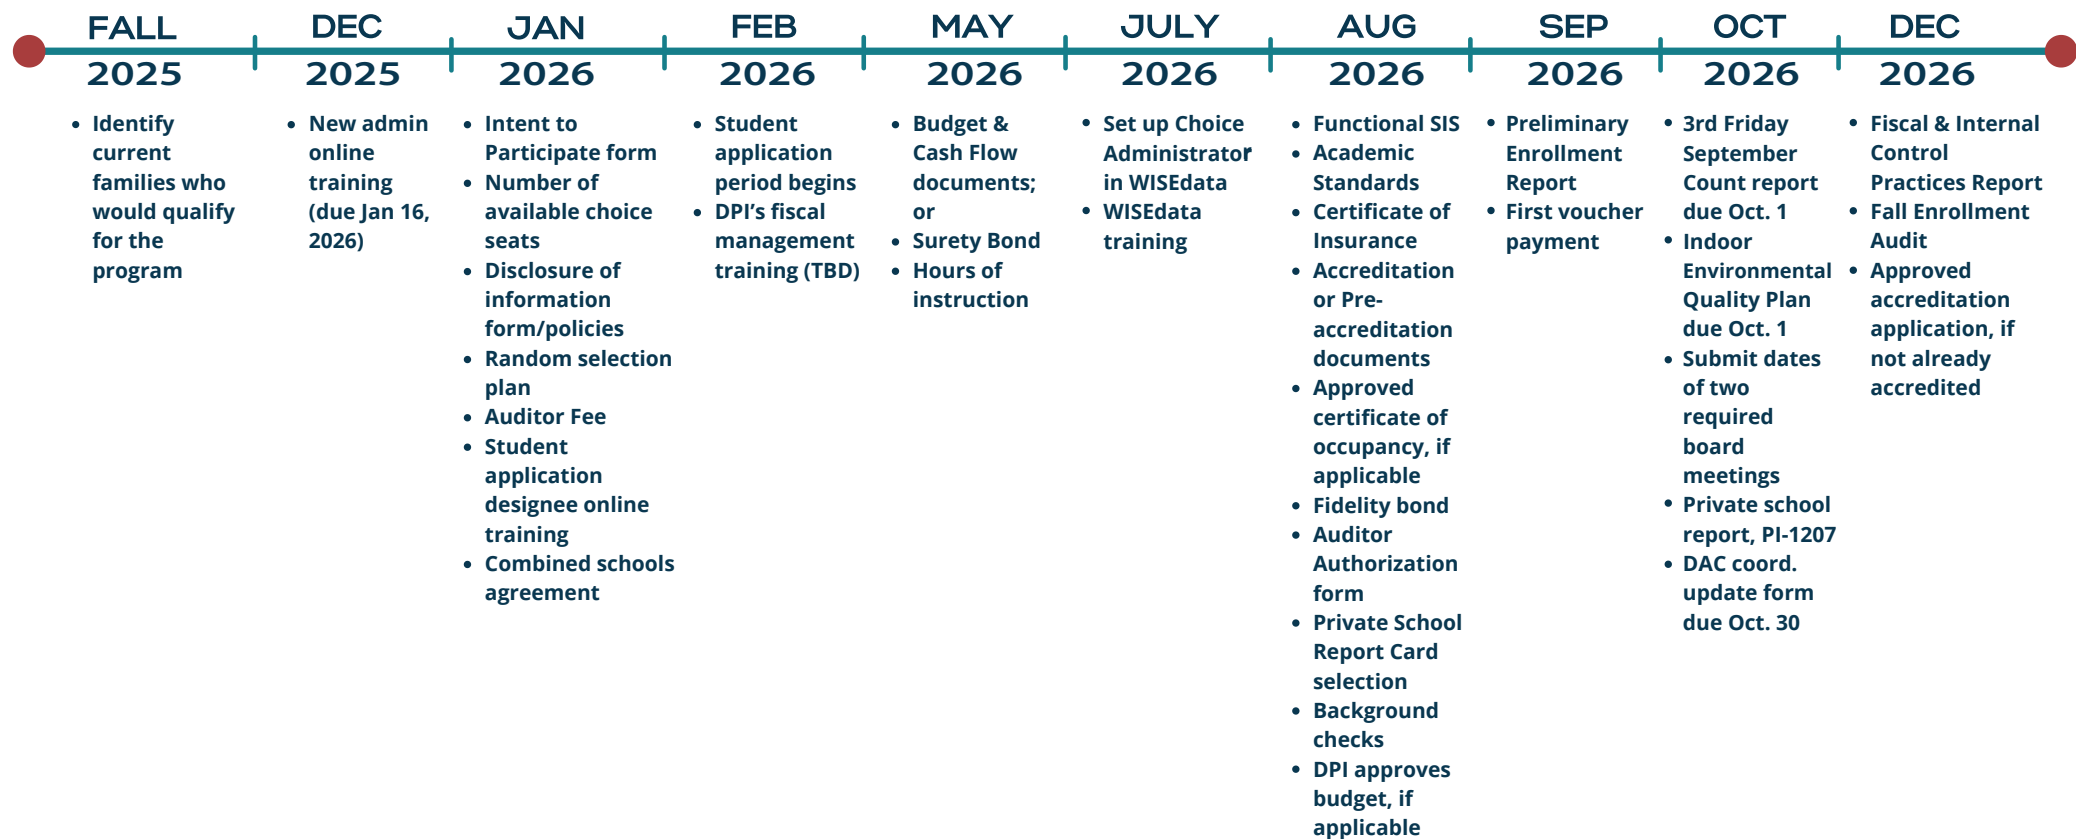 FALL
2025
Identify
current
families who
would qualify
for the
program
DEC
2025
New admin
online
training
(due Jan 16,
2026)
JAN
2026
Intent to
Participate form
Number of
available choice
seats
Disclosure of
information
form/policies
Random selection
plan
Auditor Fee
Student
application
designee online
training
Combined schools
agreement
FEB
2026
Student
application
period begins
DPI’s fiscal
management
training (TBD)
MAY
2026
Budget &
Cash Flow
documents;
or
Surety Bond
Hours of
instruction
JULY
2026
Set up Choice
Administrator
in WISEdata
WISEdata
training
AUG
2026
Functional SIS
Academic
Standards
Certificate of
Insurance
Accreditation
or Pre-
accreditation
documents
Approved
certificate of
occupancy, if
applicable
Fidelity bond
Auditor
Authorization
form
Private School
Report Card
selection
Background
checks
DPI approves
budget, if
applicable
SEP
2026
Preliminary
Enrollment
Report
First voucher
payment
OCT
2026
3rd Friday
September
Count report
due Oct. 1
Indoor
Environmental
Quality Plan
due Oct. 1
Submit dates
of two
required
board
meetings
Private school
report, PI-1207
DAC coord.
update form
due Oct. 30
DEC
2026
Fiscal & Internal
Control
Practices Report
Fall Enrollment
Audit
Approved
accreditation
application, if
not already
accredited